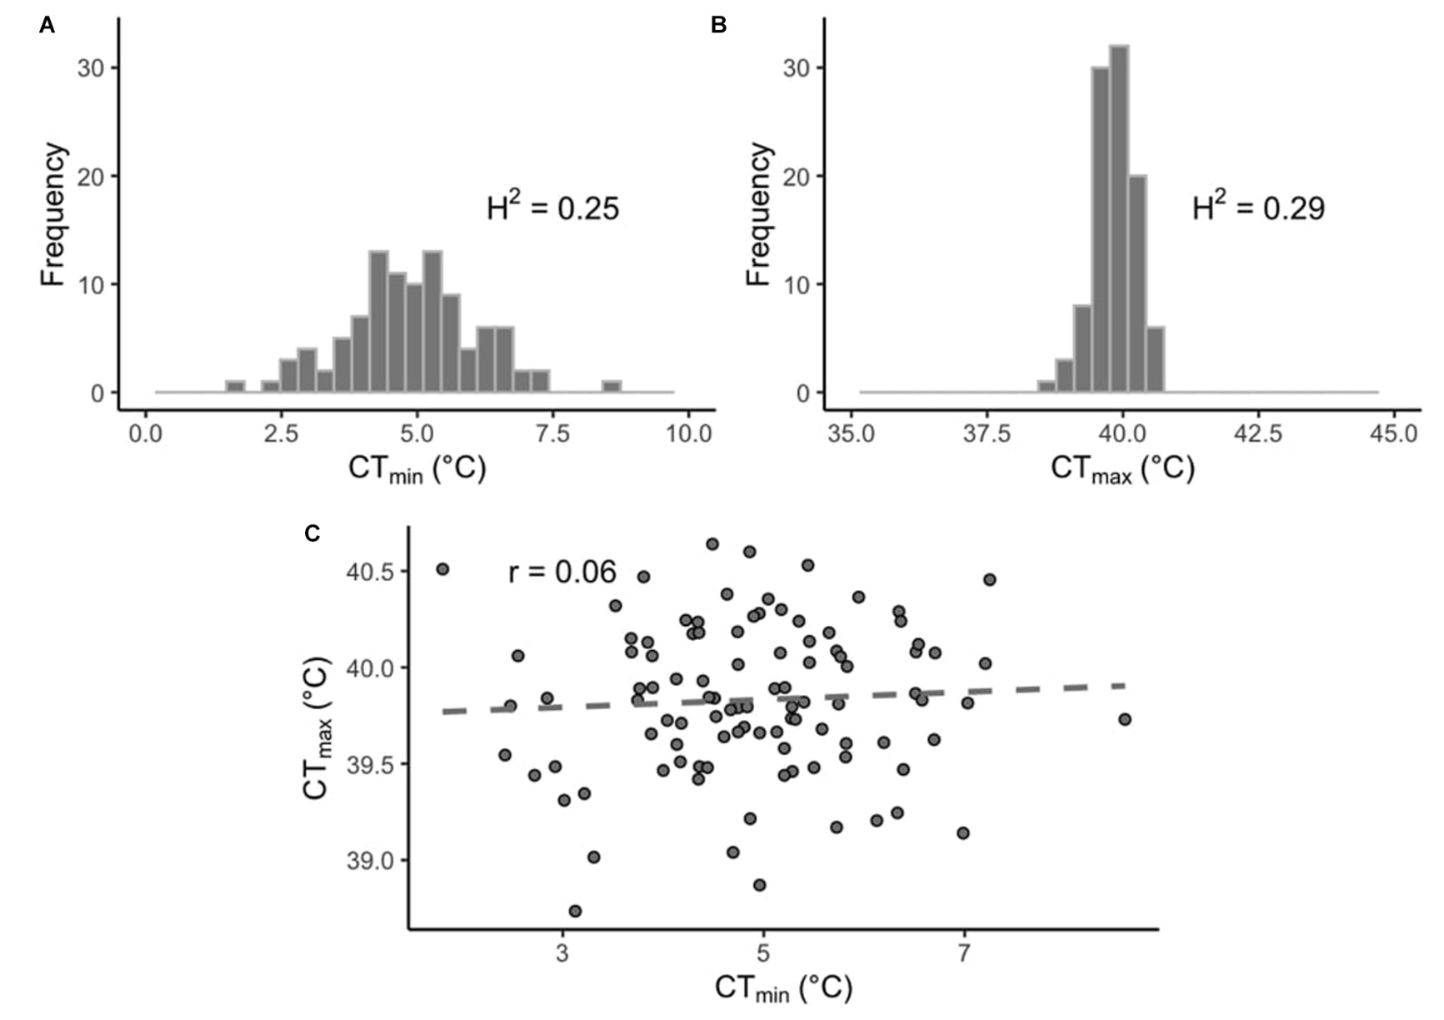 A
B
30
20
10
0
Frequency
H² = 0.25
0.0 2.5 5.0 7.5 10.0
CTmin (°C)
30
20
10
0
Frequency
H² = 0.29
35.0 37.5 40.0 42.5 45.0
CTmax (°C)
C
r = 0.06
40.5
40.0
39.5
39.0
CTmax (°C)
3 5 7
CTmin (°C)